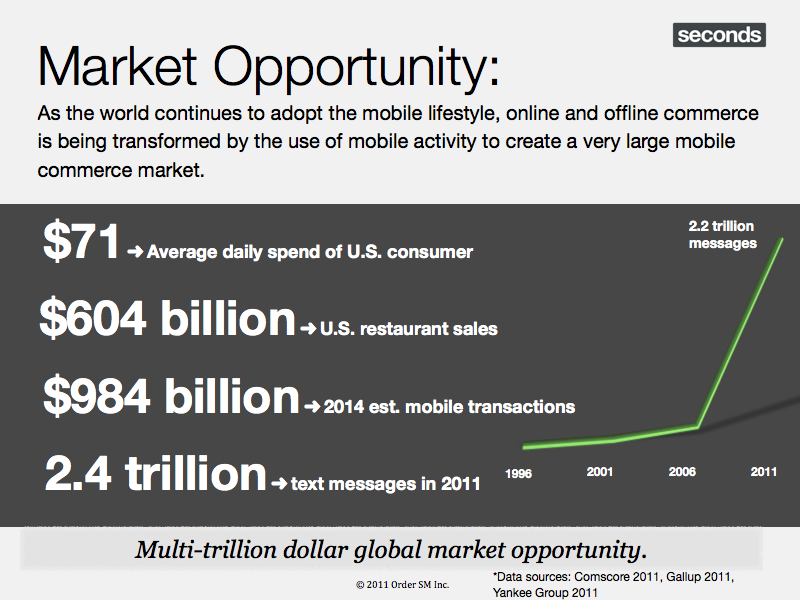 seconds
Market Opportunity:
As the world continues to adopt the mobile lifestyle, online and offline commerce
is being transformed by the use of mobile activity to create a very large mobile
commerce market.
$71 ➔ Average daily spend of U.S. consumer
$604 billion ➔ U.S. restaurant sales
$984 billion ➔ 2014 est. mobile transactions
2.4 trillion ➔ text messages in 2011
2.2 trillion
messages
1996 2001 2006 2011
Multi-trillion dollar global market opportunity.
© 2011 Order SM Inc.
*Data sources: Comscore 2011, Gallup 2011,
Yankee Group 2011